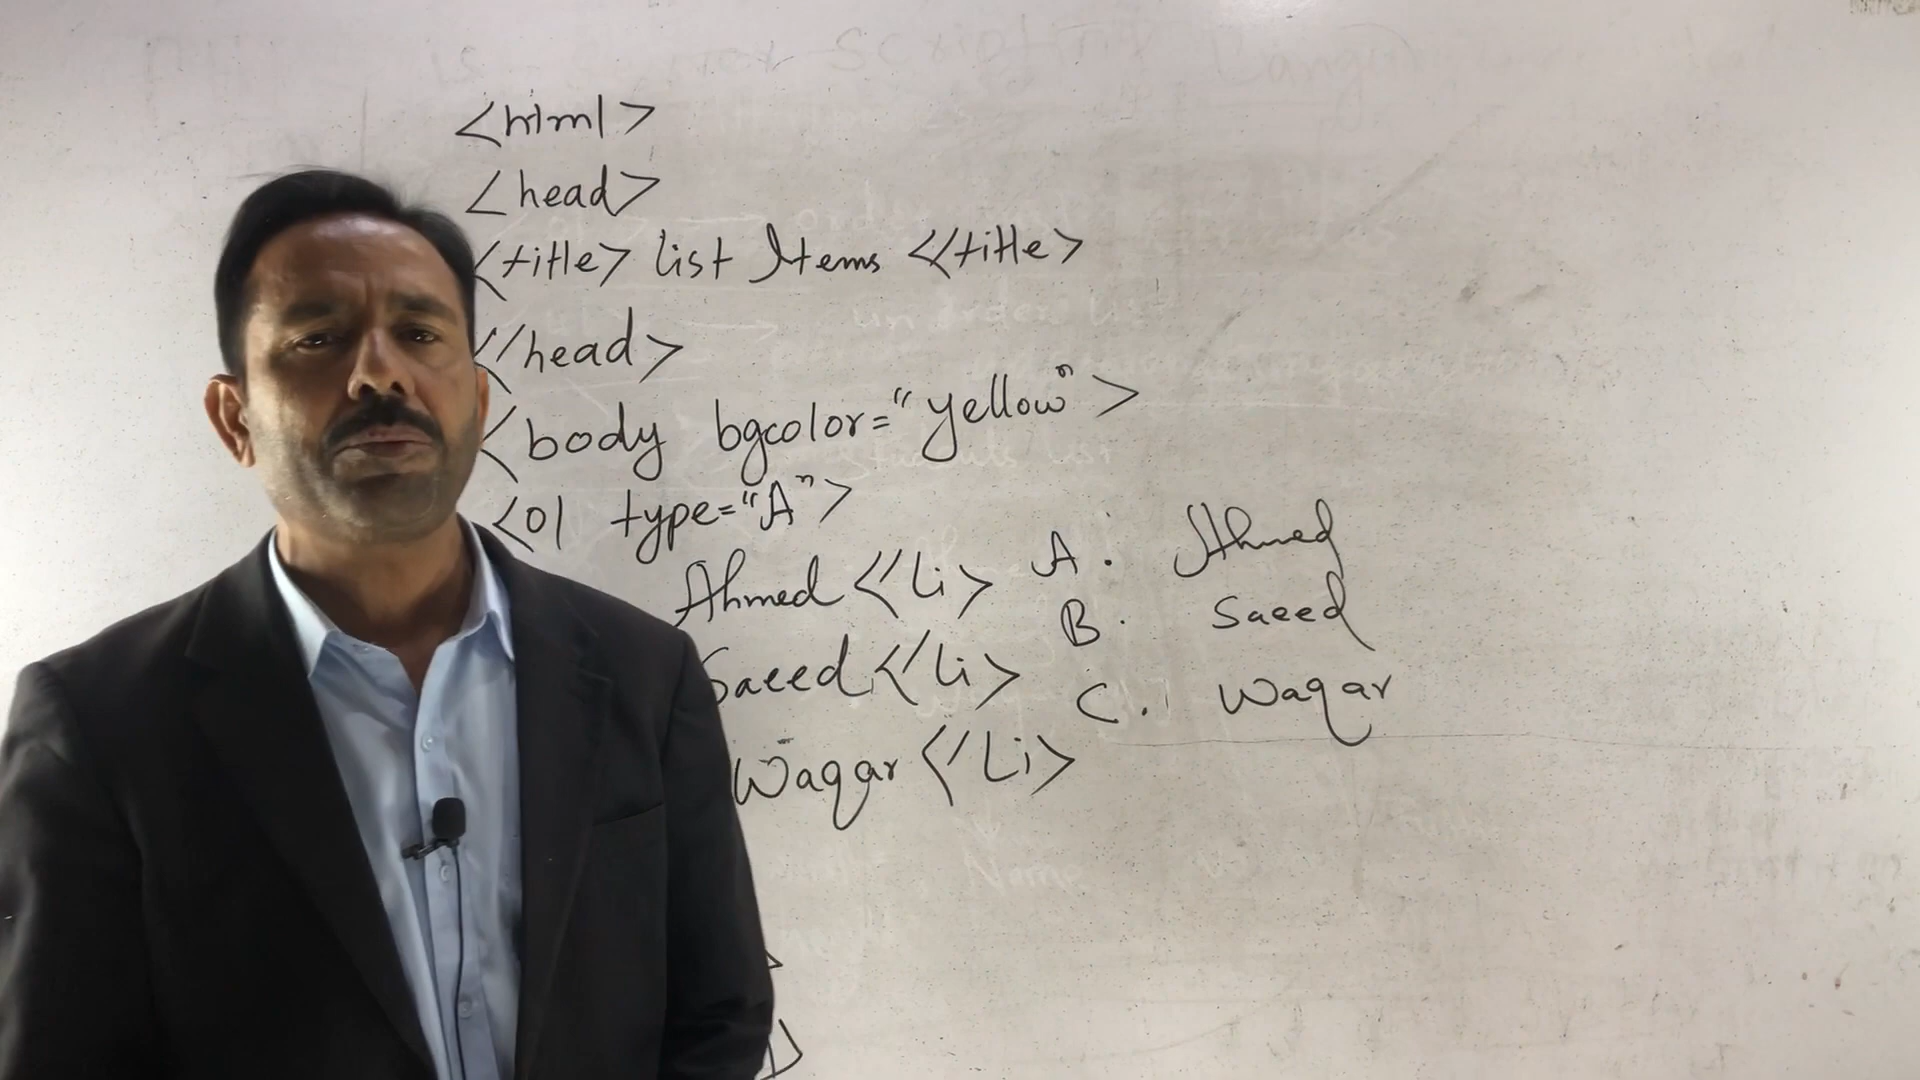 <html>
<head>
<title> list Items </title>
</head>
<body bgcolor="yellow">
<ol type="A">
Ahmed </li> A. Ahmed
Saeed </li> B. Saeed
Waqar </li> C. Waqar